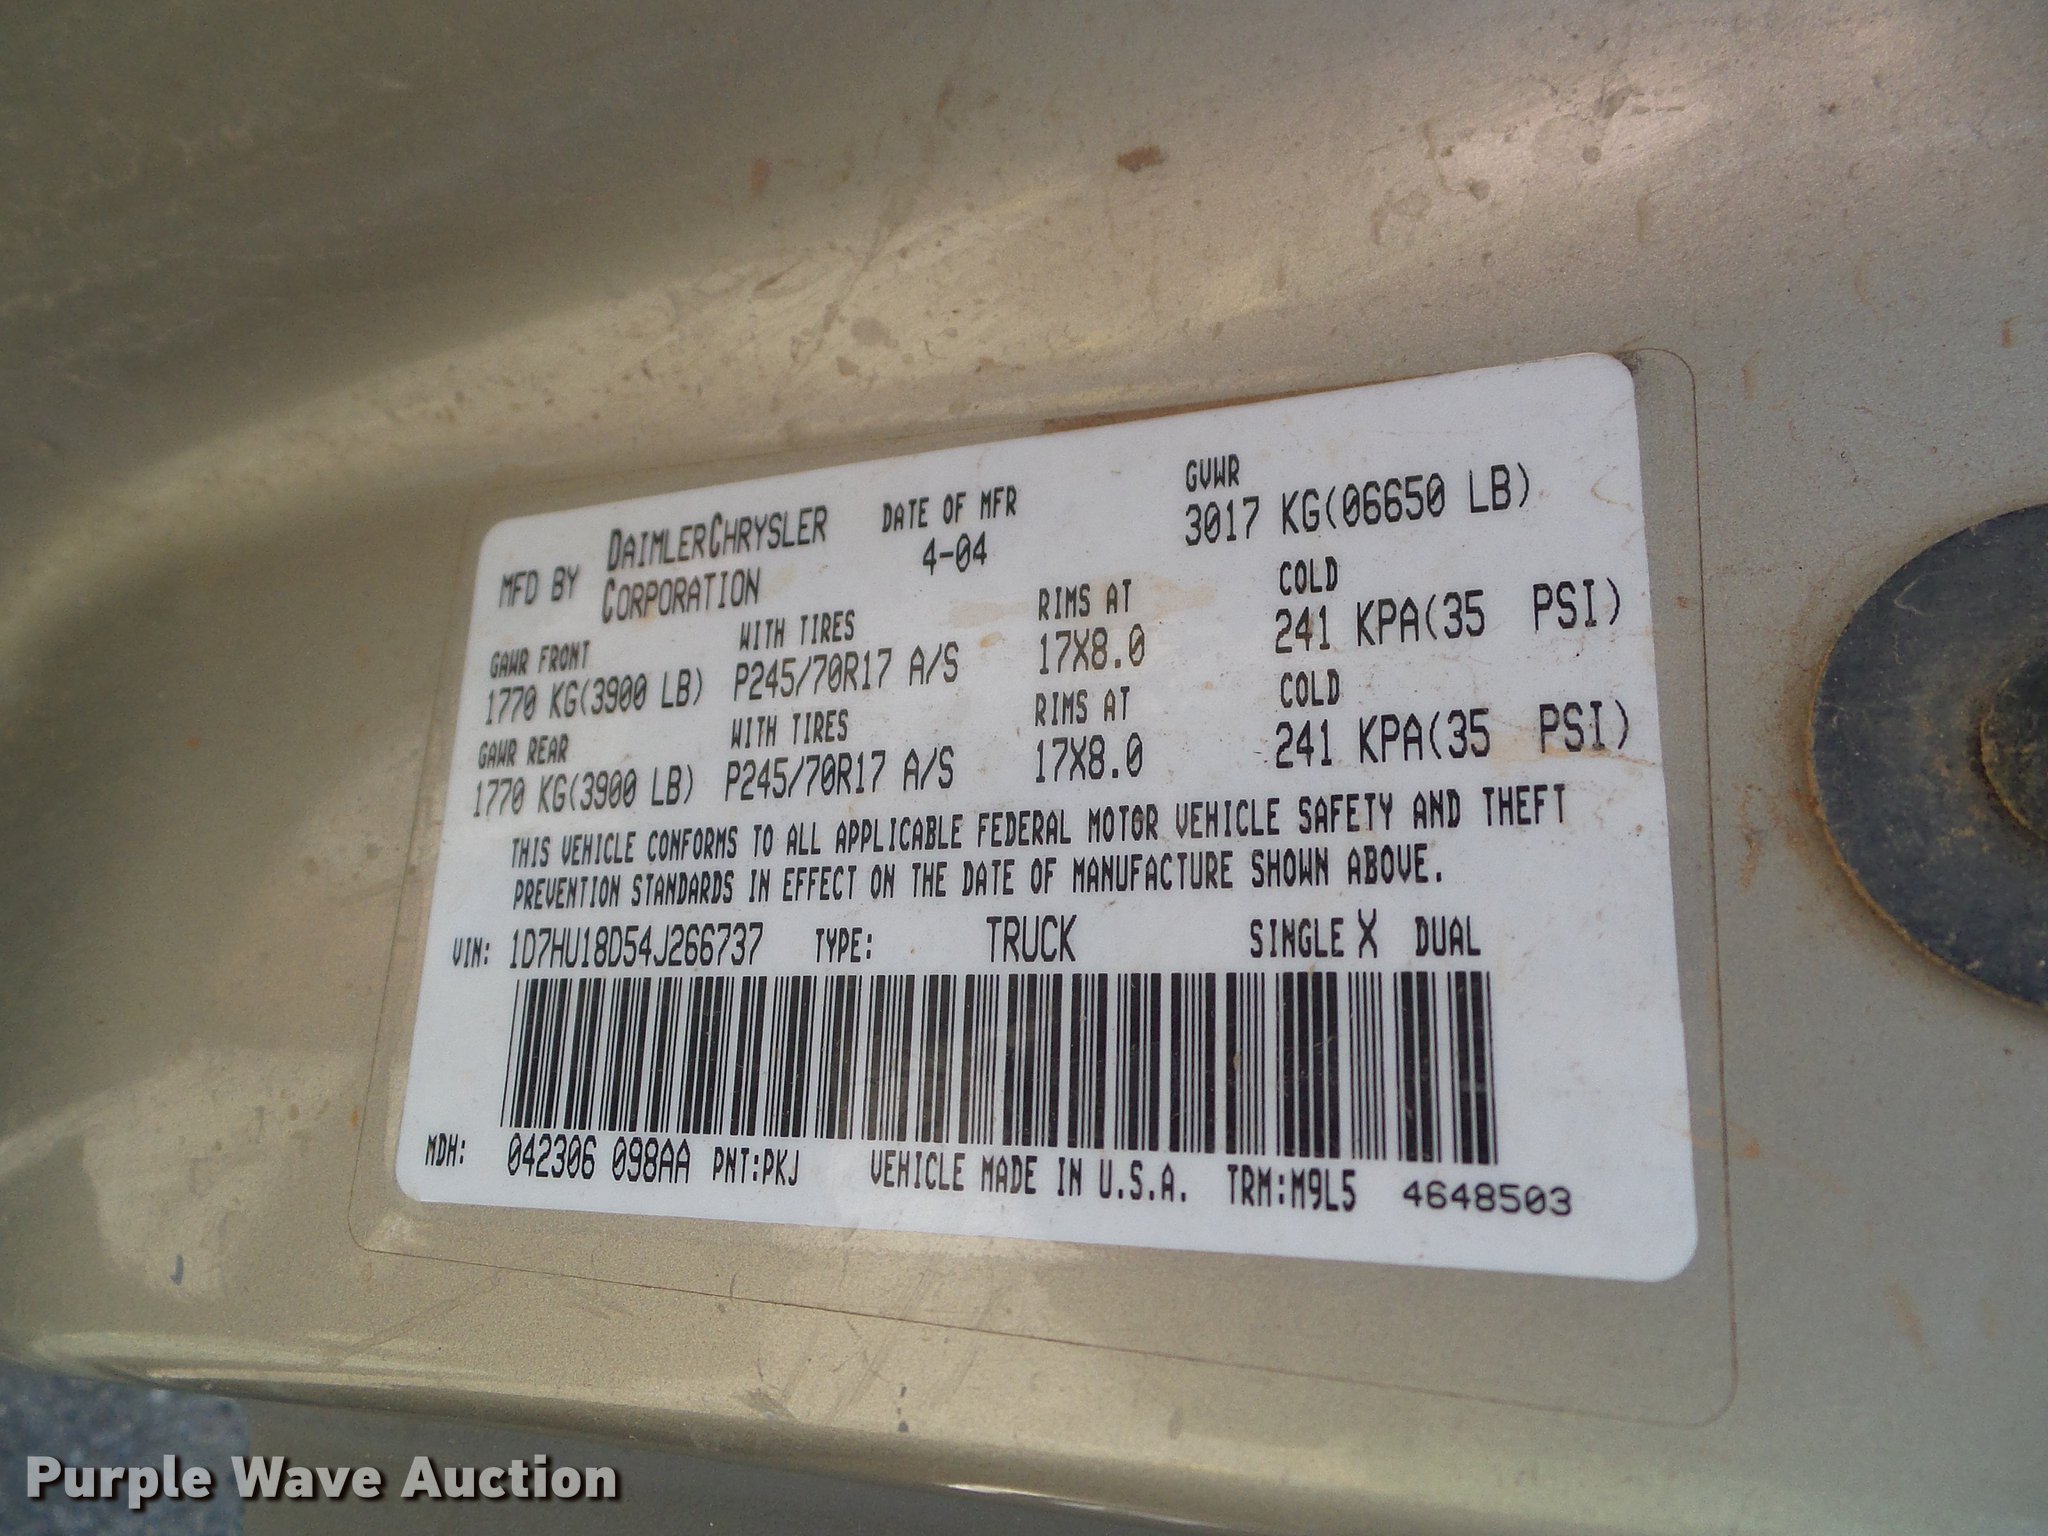 MFD BY DAIMLERCHRYSLER CORPORATION DATE OF MFR 4-04 GVWR 3017 KG(06650 LB)
GAWR FRONT WITH TIRES RIMS AT COLD
1770 KG(3900 LB) P245/70R17 A/S 17X8.0 241 KPA(35 PSI)
GAWR REAR WITH TIRES RIMS AT COLD
1770 KG(3900 LB) P245/70R17 A/S 17X8.0 241 KPA(35 PSI)
THIS VEHICLE CONFORMS TO ALL APPLICABLE FEDERAL MOTOR VEHICLE SAFETY AND THEFT
PREVENTION STANDARDS IN EFFECT ON THE DATE OF MANUFACTURE SHOWN ABOVE.
VIN: 1D7HU18D54J266737 TYPE: TRUCK SINGLE X DUAL
MDH: 042306 098AA PNT:PKJ VEHICLE MADE IN U.S.A. TRM:M9L5 4648503
Purple Wave Auction